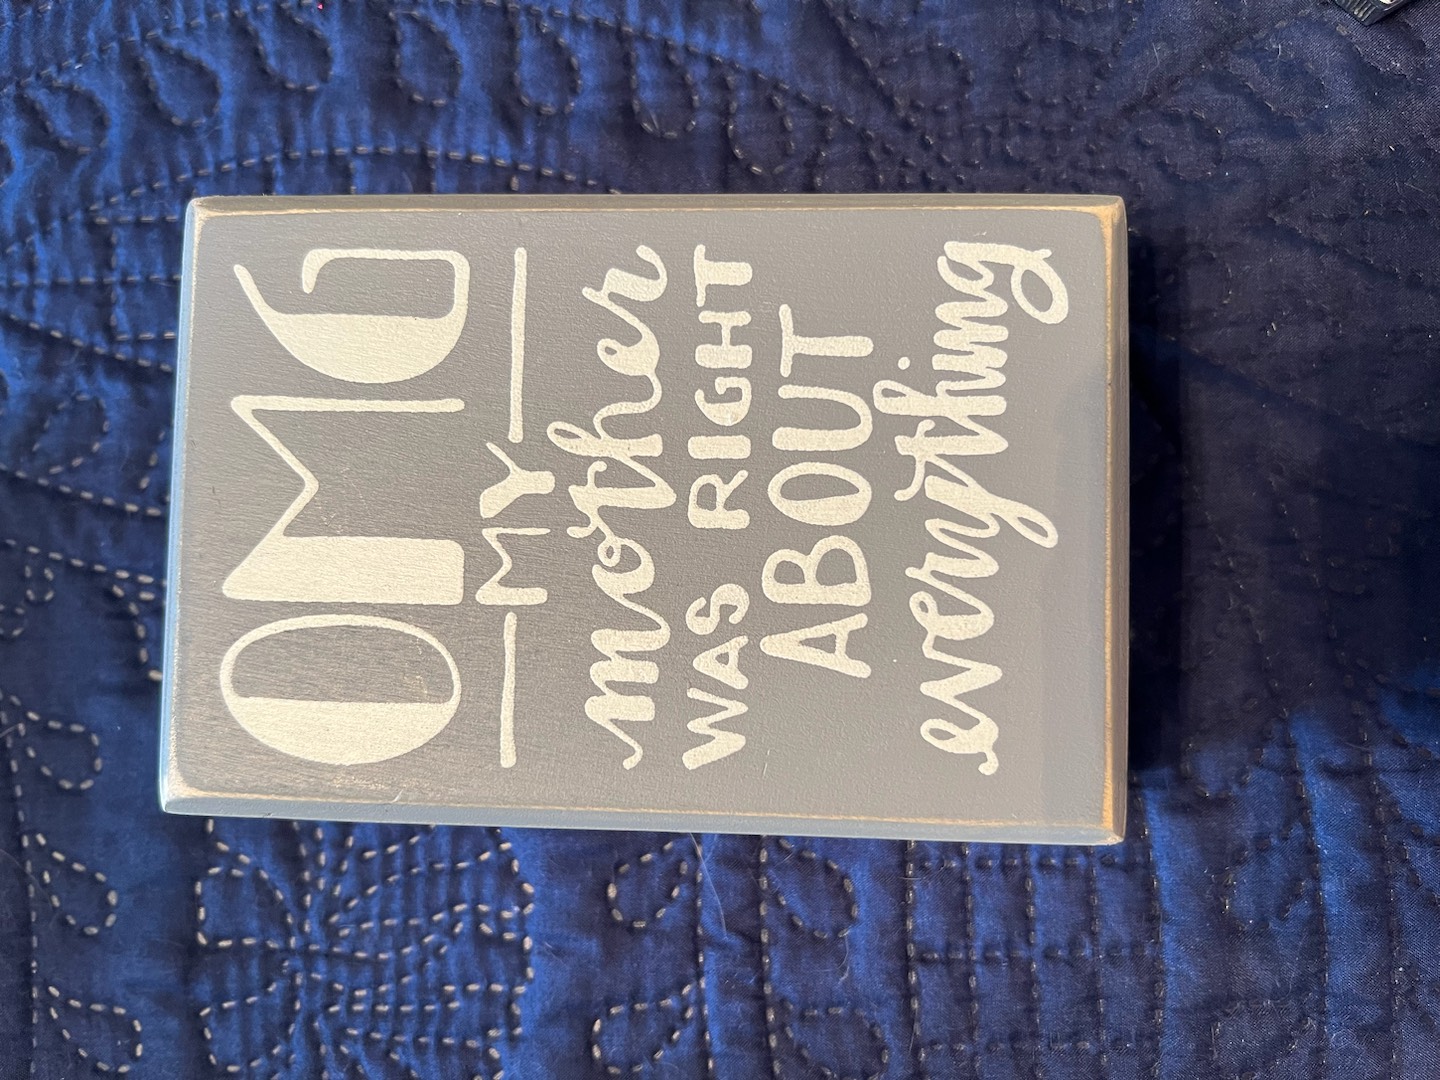 OMG
MY
mother
WAS RIGHT
ABOUT
everything